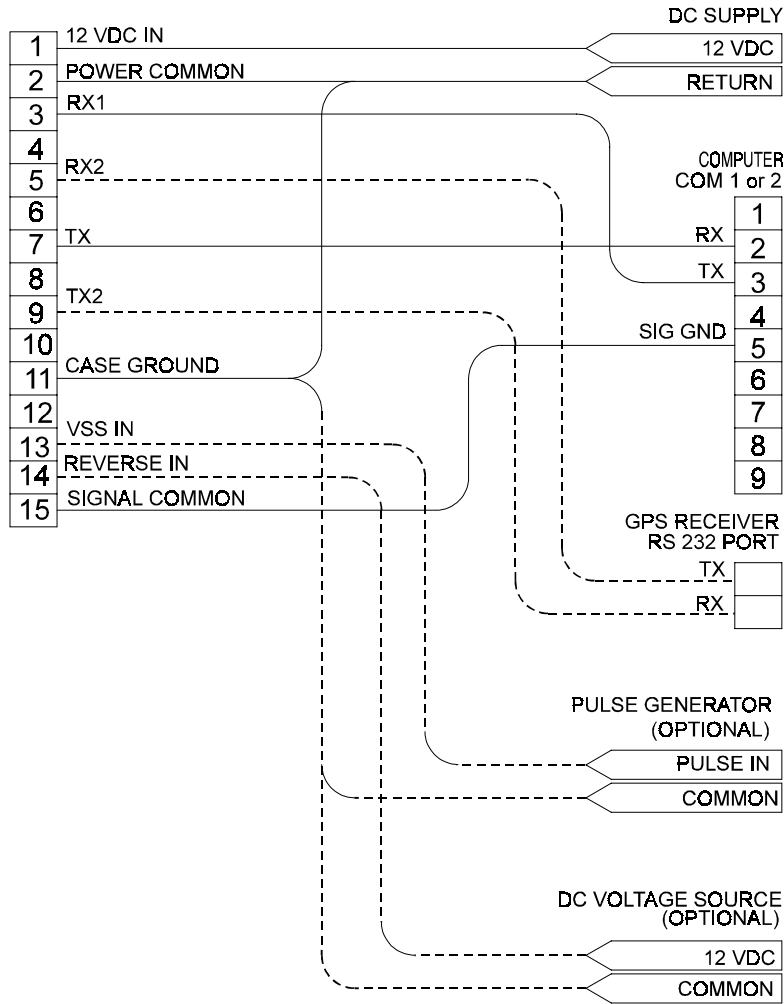 DC SUPPLY
1 12 VDC IN 12 VDC
2 POWER COMMON RETURN
3 RX1
4
5 RX2
6
7 TX
8
9 TX2
10
11 CASE GROUND
12
13 VSS IN
14 REVERSE IN
15 SIGNAL COMMON
COMPUTER
COM 1 or 2
1
RX 2
TX 3
4
SIG GND 5
6
7
8
9
GPS RECEIVER
RS 232 PORT
TX
RX
PULSE GENERATOR
(OPTIONAL)
PULSE IN
COMMON
DC VOLTAGE SOURCE
(OPTIONAL)
12 VDC
COMMON